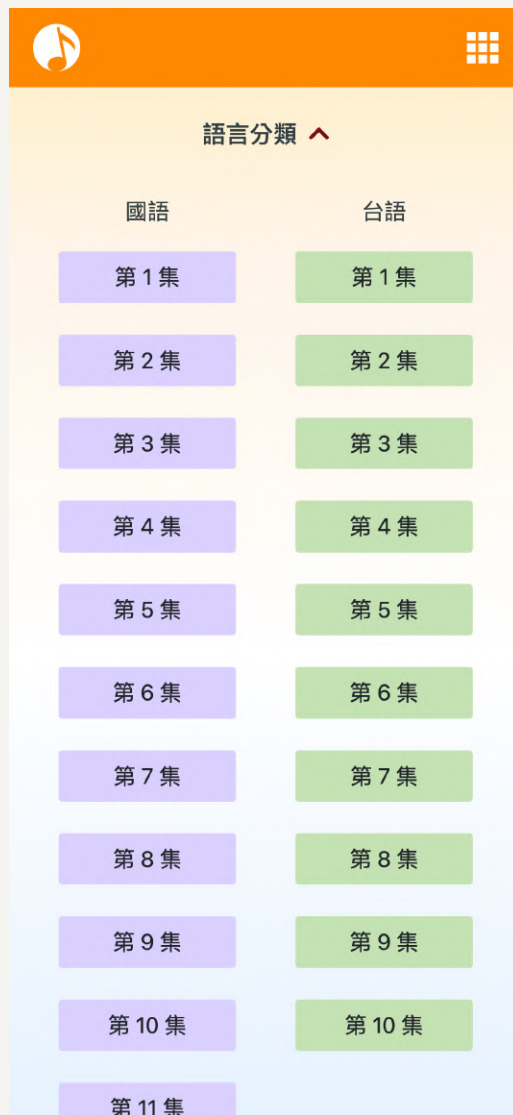 語言分類
國語 台語
第 1 集 第 1 集
第 2 集 第 2 集
第 3 集 第 3 集
第 4 集 第 4 集
第 5 集 第 5 集
第 6 集 第 6 集
第 7 集 第 7 集
第 8 集 第 8 集
第 9 集 第 9 集
第 10 集 第 10 集
第 11 集